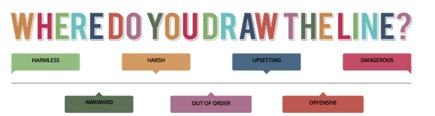 WHERE DO YOU DRAW THE LINE?
HARMLESS HARSH UPSETTING DANGEROUS
AWKWARD OUT OF ORDER OFFENSIVE